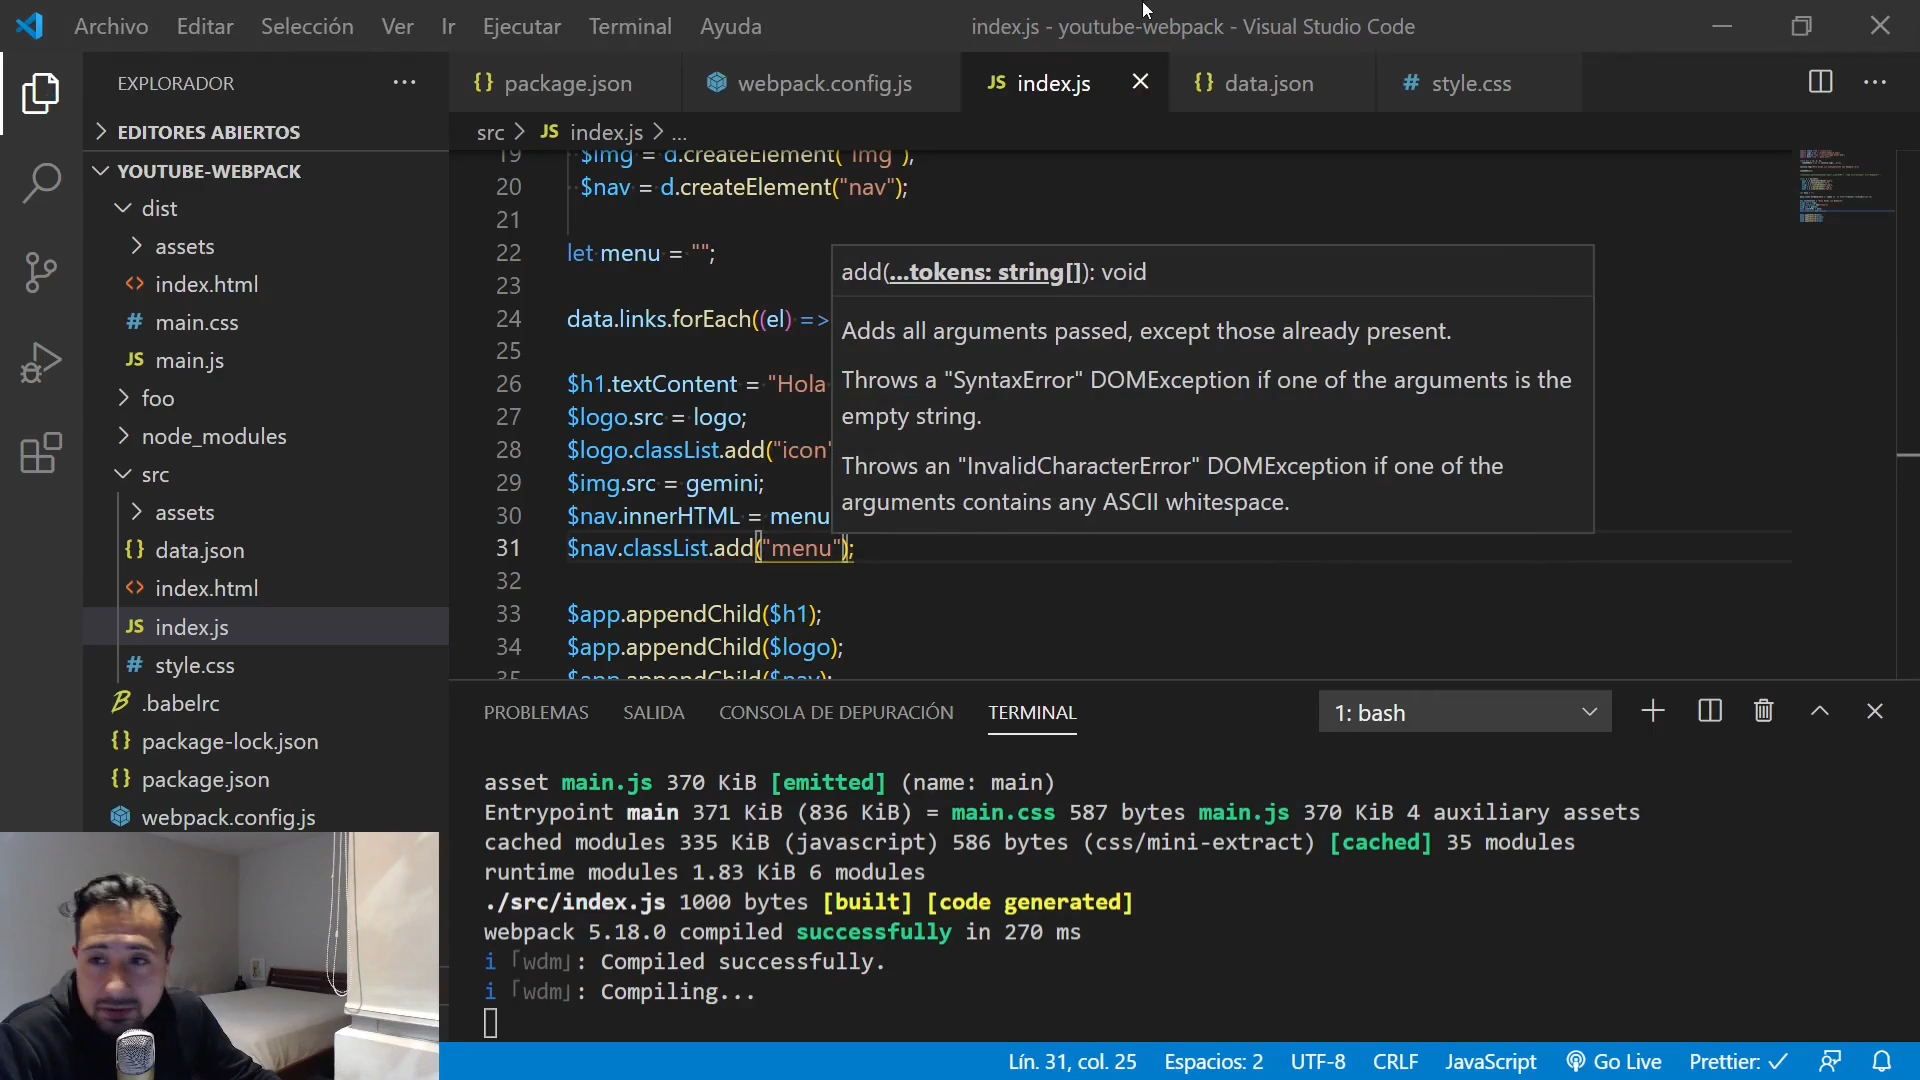 Archivo Editar Selección Ver Ir Ejecutar Terminal Ayuda index.js - youtube-webpack - Visual Studio Code
EXPLORADOR
package.json webpack.config.js JS index.js data.json # style.css
EDITORES ABIERTOS
src > JS index.js > ...
YOUTUBE-WEBPACK
dist
assets
<> index.html
# main.css
JS main.js
foo
node_modules
src
assets
{} data.json
<> index.html
JS index.js
# style.css
.babelrc
{} package-lock.json
{} package.json
webpack.config.js
19 $img = d.createElement("img");
20 $nav = d.createElement("nav");
21
22 let menu = "";
23
24 data.links.forEach((el) =>
25
26 $h1.textContent = "Hola
27 $logo.src = logo;
28 $logo.classList.add("icon"
29 $img.src = gemini;
30 $nav.innerHTML = menu
31 $nav.classList.add("menu");
32
33 $app.appendChild($h1);
34 $app.appendChild($logo);
35 $app.appendChild($nav);
add(...tokens: string[]): void
Adds all arguments passed, except those already present.
Throws a "SyntaxError" DOMException if one of the arguments is the
empty string.
Throws an "InvalidCharacterError" DOMException if one of the
arguments contains any ASCII whitespace.
PROBLEMAS SALIDA CONSOLA DE DEPURACIÓN TERMINAL 1: bash
asset main.js 370 KiB [emitted] (name: main)
Entrypoint main 371 KiB (836 KiB) = main.css 587 bytes main.js 370 KiB 4 auxiliary assets
cached modules 335 KiB (javascript) 586 bytes (css/mini-extract) [cached] 35 modules
runtime modules 1.83 KiB 6 modules
./src/index.js 1000 bytes [built] [code generated]
webpack 5.18.0 compiled successfully in 270 ms
i ｢wdm｣: Compiled successfully.
i ｢wdm｣: Compiling...
Lín. 31, col. 25 Espacios: 2 UTF-8 CRLF JavaScript Go Live Prettier: ✓